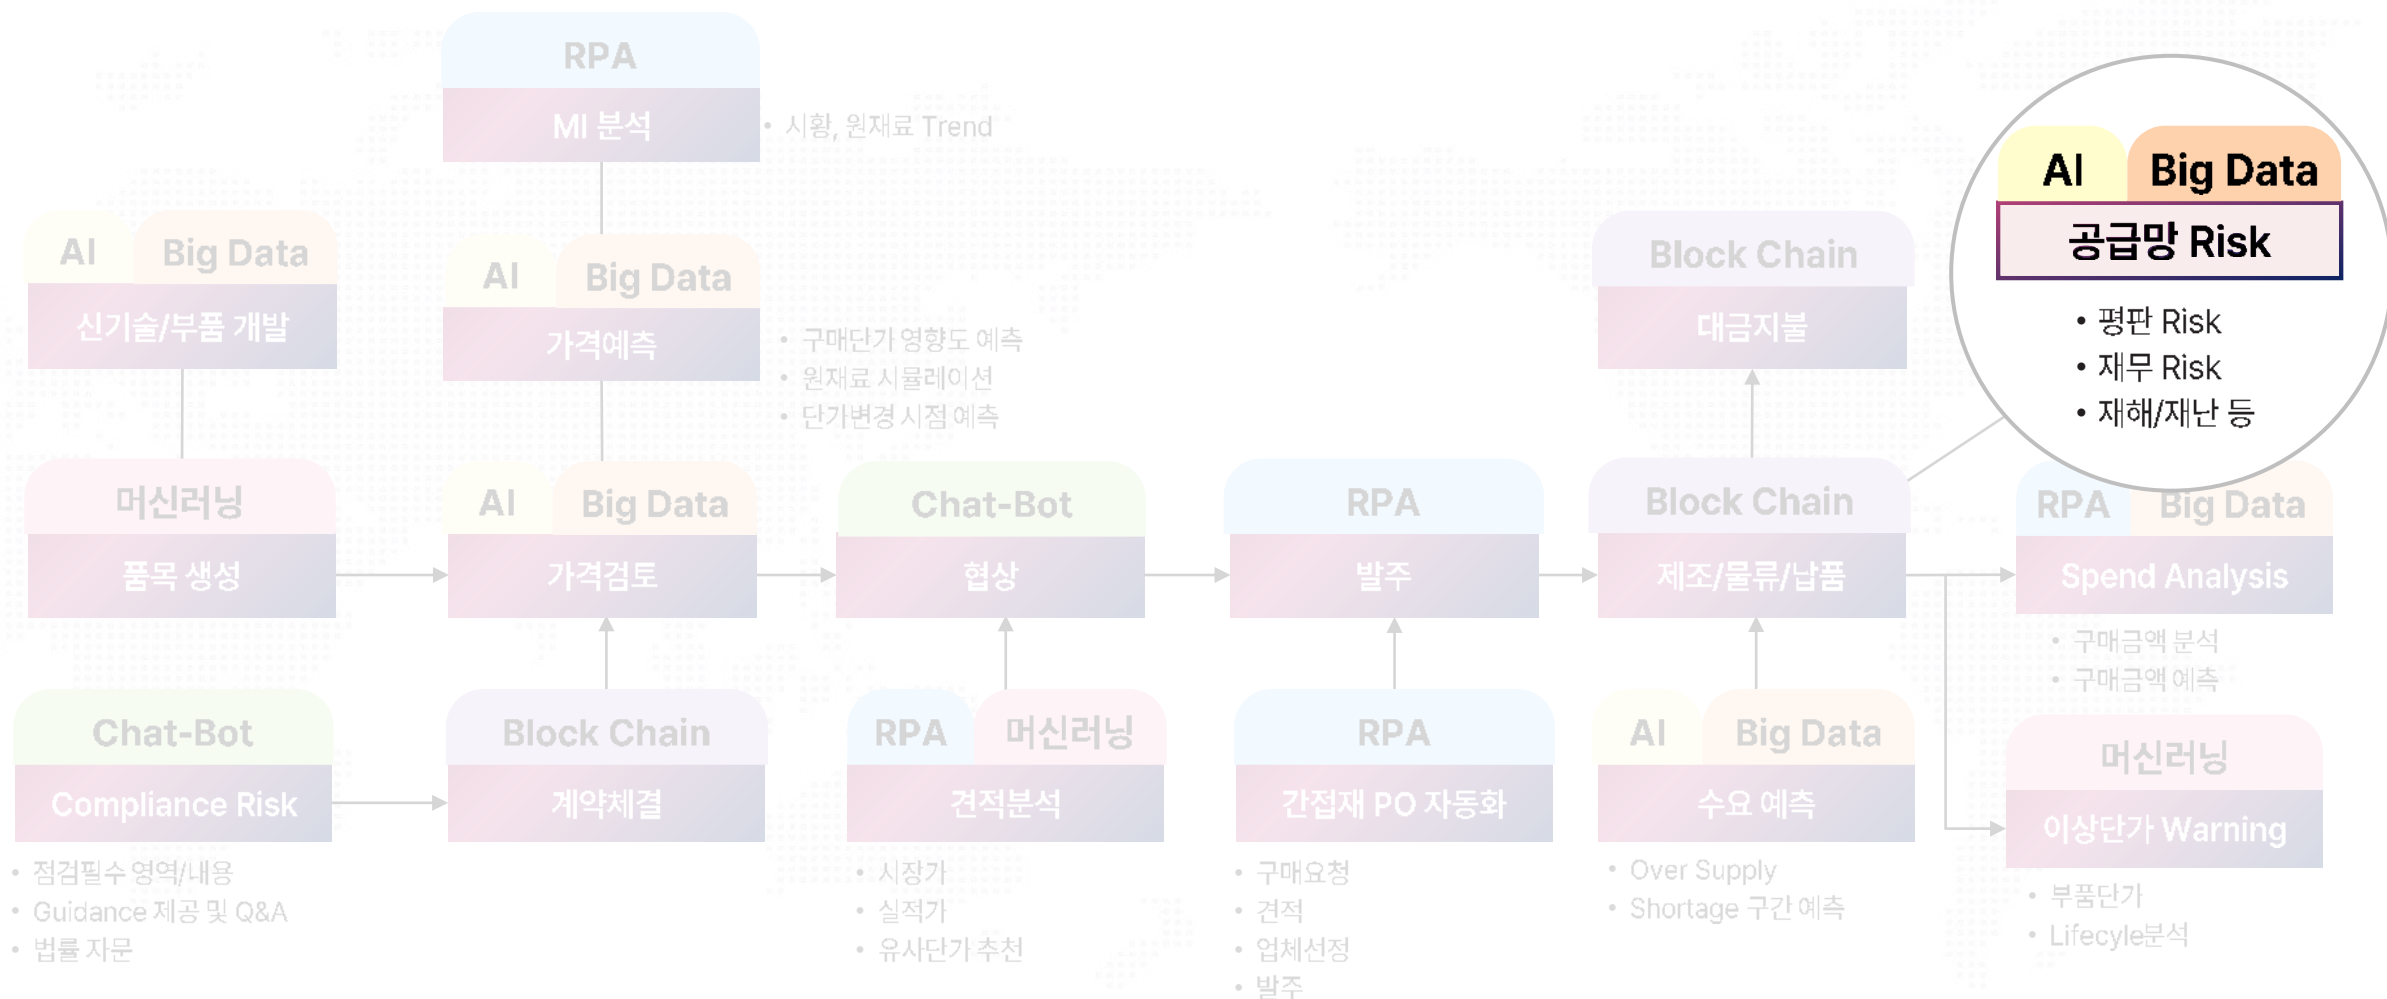 RPA
MI 분석
• 시황, 원재료 Trend
AI
Big Data
공급망 Risk
• 평판 Risk
• 재무 Risk
• 재해/재난 등
AI
Big Data
신기술/부품 개발
AI
Big Data
가격예측
• 구매단가 영향도 예측
• 원재료 시뮬레이션
• 단가변경 시점 예측
Block Chain
대금지불
머신러닝
품목 생성
AI
Big Data
가격검토
Chat-Bot
협상
RPA
발주
Block Chain
제조/물류/납품
RPA
Big Data
Spend Analysis
• 구매금액 분석
• 구매금액 예측
Chat-Bot
Compliance Risk
• 점검필수 영역/내용
• Guidance 제공 및 Q&A
• 법률 자문
Block Chain
계약체결
RPA
머신러닝
견적분석
• 시장가
• 실적가
• 유사단가 추천
RPA
간접재 PO 자동화
• 구매요청
• 견적
• 업체선정
• 발주
AI
Big Data
수요 예측
• Over Supply
• Shortage 구간 예측
머신러닝
이상단가 Warning
• 부품단가
• Lifecyle분석